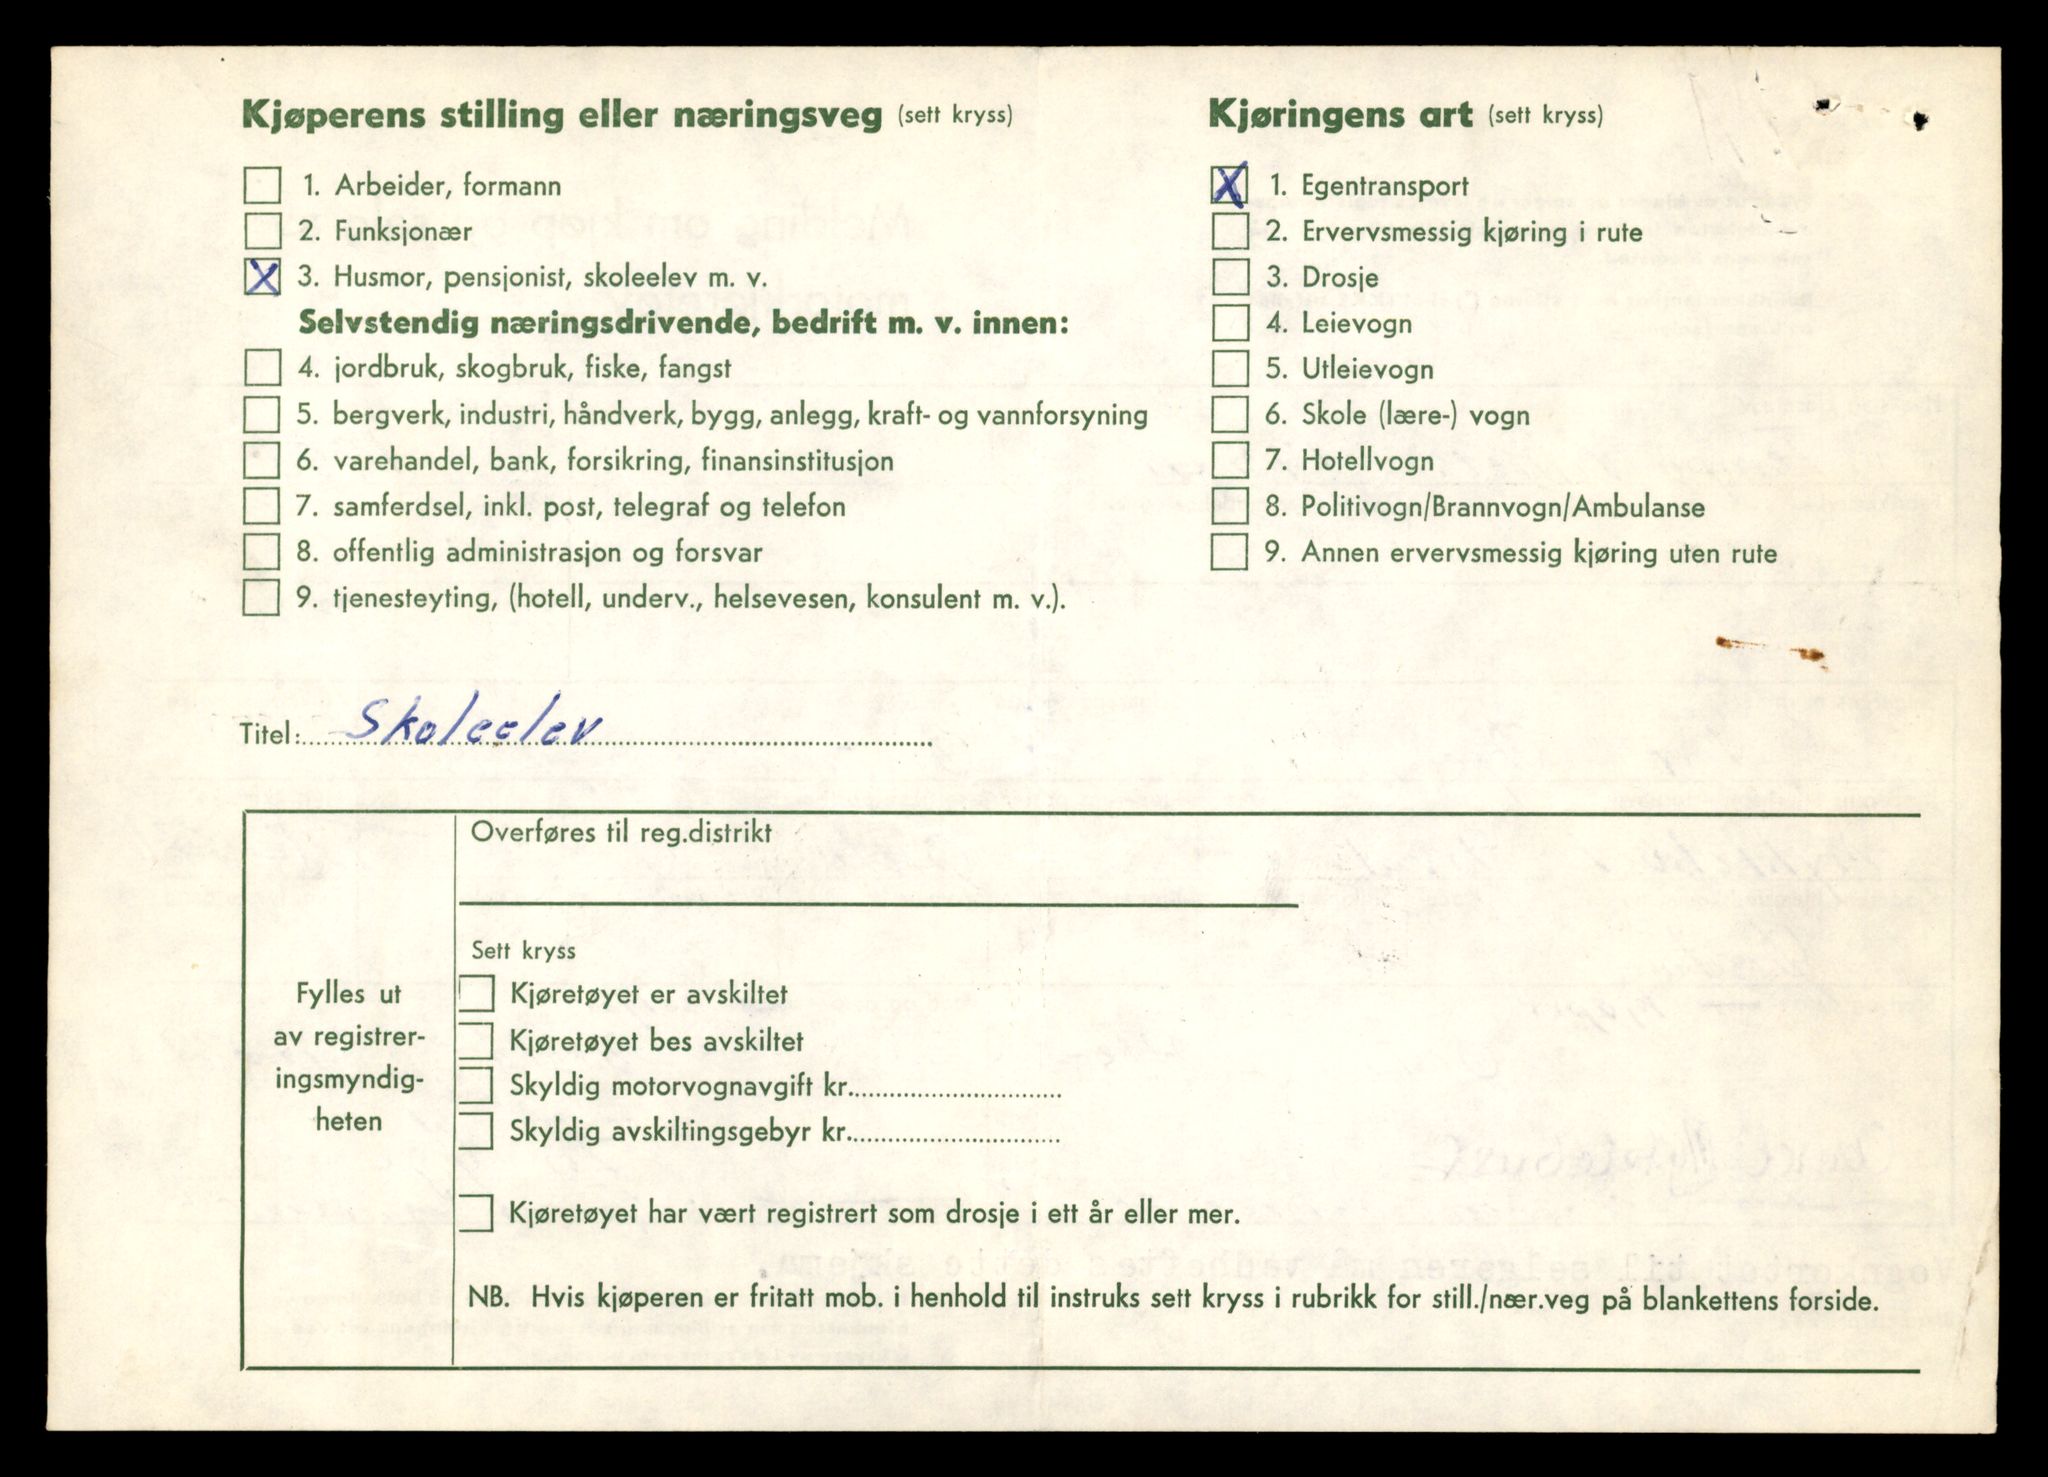 Kjøperens stilling eller næringsveg (sett kryss)
1. Arbeider, formann
2. Funksjonær
X 3. Husmor, pensjonist, skoleelev m. v.
Selvstendig næringsdrivende, bedrift m. v. innen:
4. jordbruk, skogbruk, fiske, fangst
5. bergverk, industri, håndverk, bygg, anlegg, kraft- og vannforsyning
6. varehandel, bank, forsikring, finansinstitusjon
7. samferdsel, inkl. post, telegraf og telefon
8. offentlig administrasjon og forsvar
9. tjenesteyting, (hotell, underv., helsevesen, konsulent m. v.).
Kjøringens art (sett kryss)
X 1. Egentransport
2. Ervervsmessig kjøring i rute
3. Drosje
4. Leievogn
5. Utleievogn
6. Skole (lære-) vogn
7. Hotellvogn
8. Politivogn/Brannvogn/Ambulanse
9. Annen ervervsmessig kjøring uten rute
Titel: Skoleelev
Fylles ut
av registrer-
ingsmyndig-
heten
Overføres til reg.distrikt
Sett kryss
Kjøretøyet er avskiltet
Kjøretøyet bes avskiltet
Skyldig motorvognavgift kr.
Skyldig avskiltingsgebyr kr.
Kjøretøyet har vært registrert som drosje i ett år eller mer.
NB. Hvis kjøperen er fritatt mob. i henhold til instruks sett kryss i rubrikk for still./nær.veg på blankettens forside.